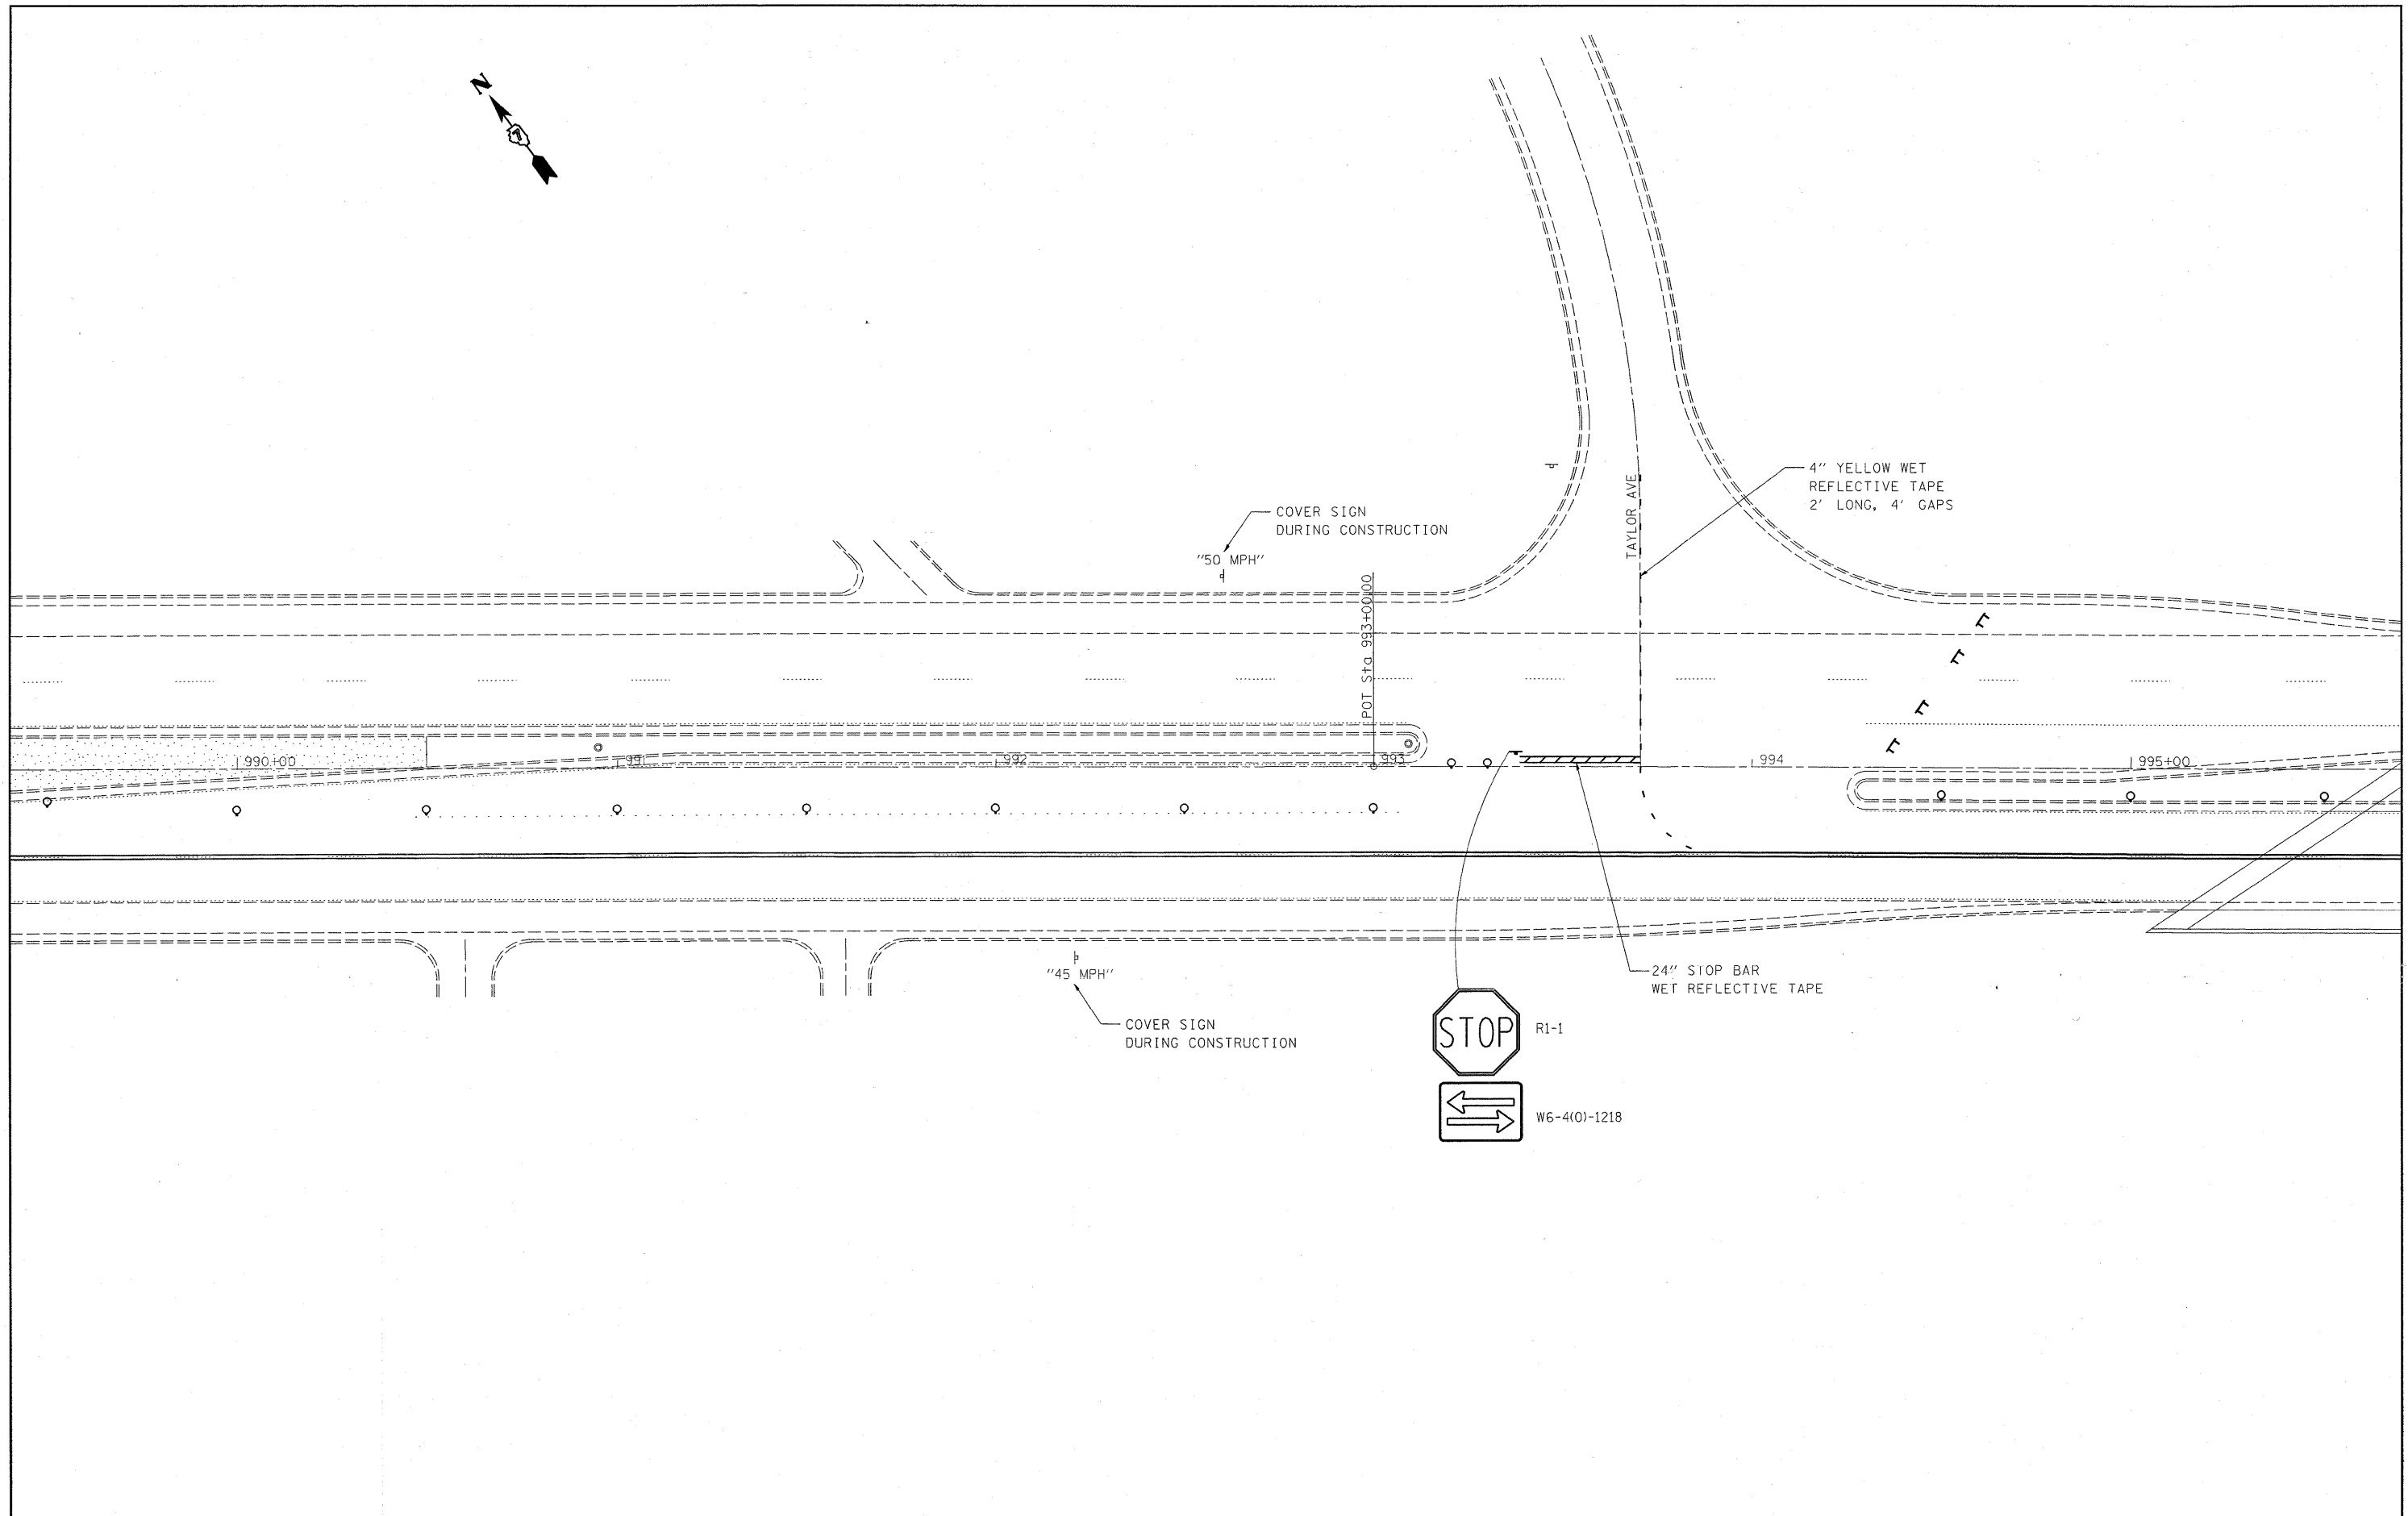 N
7
4" YELLOW WET
REFLECTIVE TAPE
2' LONG, 4' GAPS
TAYLOR AVE
COVER SIGN
DURING CONSTRUCTION
"50 MPH"
POT Sta 993+00.00
990+00
991
992
993
994
995+00
"45 MPH"
COVER SIGN
DURING CONSTRUCTION
24" STOP BAR
WET REFLECTIVE TAPE
STOP
R1-1
W6-4(O)-1218